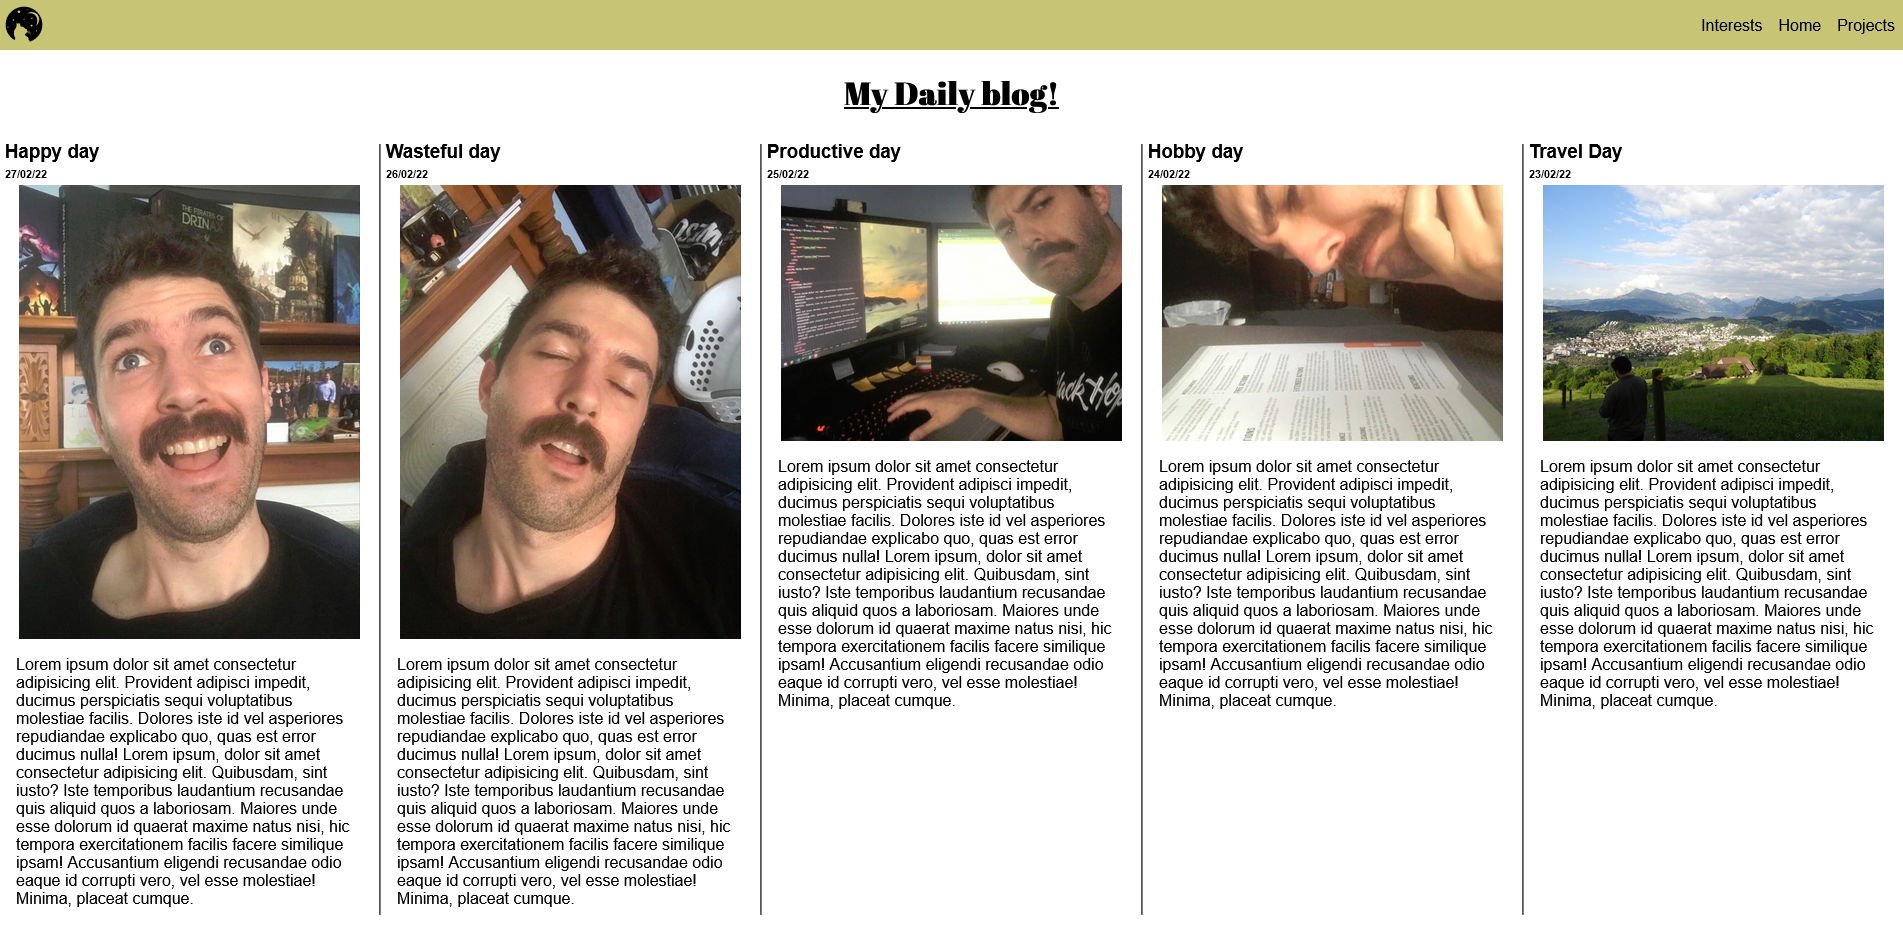 Interests Home Projects
My Daily blog!
Happy day
27/02/22
THE PIRATES OF
DRINAX
Lorem ipsum dolor sit amet consectetur
adipisicing elit. Provident adipisci impedit,
ducimus perspiciatis sequi voluptatibus
molestiae facilis. Dolores iste id vel asperiores
repudiandae explicabo quo, quas est error
ducimus nulla! Lorem ipsum, dolor sit amet
consectetur adipisicing elit. Quibusdam, sint
iusto? Iste temporibus laudantium recusandae
quis aliquid quos a laboriosam. Maiores unde
esse dolorum id quaerat maxime natus nisi, hic
tempora exercitationem facilis facere similique
ipsam! Accusantium eligendi recusandae odio
eaque id corrupti vero, vel esse molestiae!
Minima, placeat cumque.
Wasteful day
26/02/22
Lorem ipsum dolor sit amet consectetur
adipisicing elit. Provident adipisci impedit,
ducimus perspiciatis sequi voluptatibus
molestiae facilis. Dolores iste id vel asperiores
repudiandae explicabo quo, quas est error
ducimus nulla! Lorem ipsum, dolor sit amet
consectetur adipisicing elit. Quibusdam, sint
iusto? Iste temporibus laudantium recusandae
quis aliquid quos a laboriosam. Maiores unde
esse dolorum id quaerat maxime natus nisi, hic
tempora exercitationem facilis facere similique
ipsam! Accusantium eligendi recusandae odio
eaque id corrupti vero, vel esse molestiae!
Minima, placeat cumque.
Productive day
25/02/22
Lorem ipsum dolor sit amet consectetur
adipisicing elit. Provident adipisci impedit,
ducimus perspiciatis sequi voluptatibus
molestiae facilis. Dolores iste id vel asperiores
repudiandae explicabo quo, quas est error
ducimus nulla! Lorem ipsum, dolor sit amet
consectetur adipisicing elit. Quibusdam, sint
iusto? Iste temporibus laudantium recusandae
quis aliquid quos a laboriosam. Maiores unde
esse dolorum id quaerat maxime natus nisi, hic
tempora exercitationem facilis facere similique
ipsam! Accusantium eligendi recusandae odio
eaque id corrupti vero, vel esse molestiae!
Minima, placeat cumque.
Hobby day
24/02/22
Lorem ipsum dolor sit amet consectetur
adipisicing elit. Provident adipisci impedit,
ducimus perspiciatis sequi voluptatibus
molestiae facilis. Dolores iste id vel asperiores
repudiandae explicabo quo, quas est error
ducimus nulla! Lorem ipsum, dolor sit amet
consectetur adipisicing elit. Quibusdam, sint
iusto? Iste temporibus laudantium recusandae
quis aliquid quos a laboriosam. Maiores unde
esse dolorum id quaerat maxime natus nisi, hic
tempora exercitationem facilis facere similique
ipsam! Accusantium eligendi recusandae odio
eaque id corrupti vero, vel esse molestiae!
Minima, placeat cumque.
Travel Day
23/02/22
Lorem ipsum dolor sit amet consectetur
adipisicing elit. Provident adipisci impedit,
ducimus perspiciatis sequi voluptatibus
molestiae facilis. Dolores iste id vel asperiores
repudiandae explicabo quo, quas est error
ducimus nulla! Lorem ipsum, dolor sit amet
consectetur adipisicing elit. Quibusdam, sint
iusto? Iste temporibus laudantium recusandae
quis aliquid quos a laboriosam. Maiores unde
esse dolorum id quaerat maxime natus nisi, hic
tempora exercitationem facilis facere similique
ipsam! Accusantium eligendi recusandae odio
eaque id corrupti vero, vel esse molestiae!
Minima, placeat cumque.